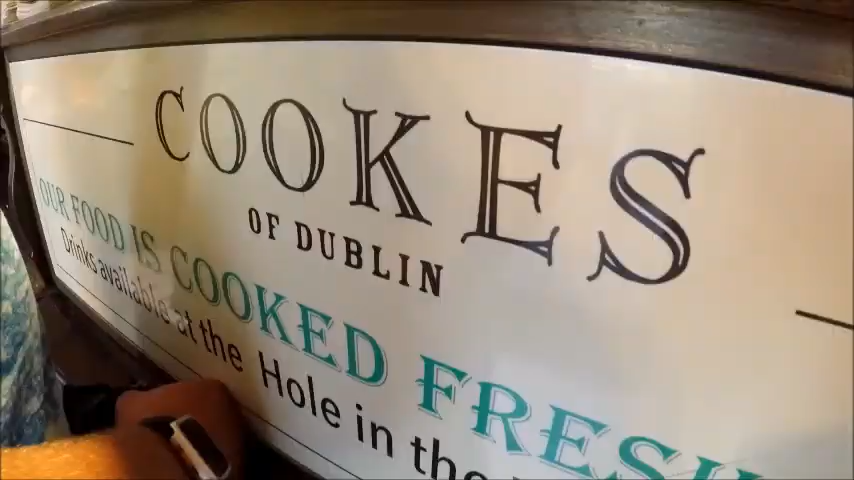 COOKES
OF DUBLIN
OUR FOOD IS COOKED FRESH
Drinks available at the Hole in the